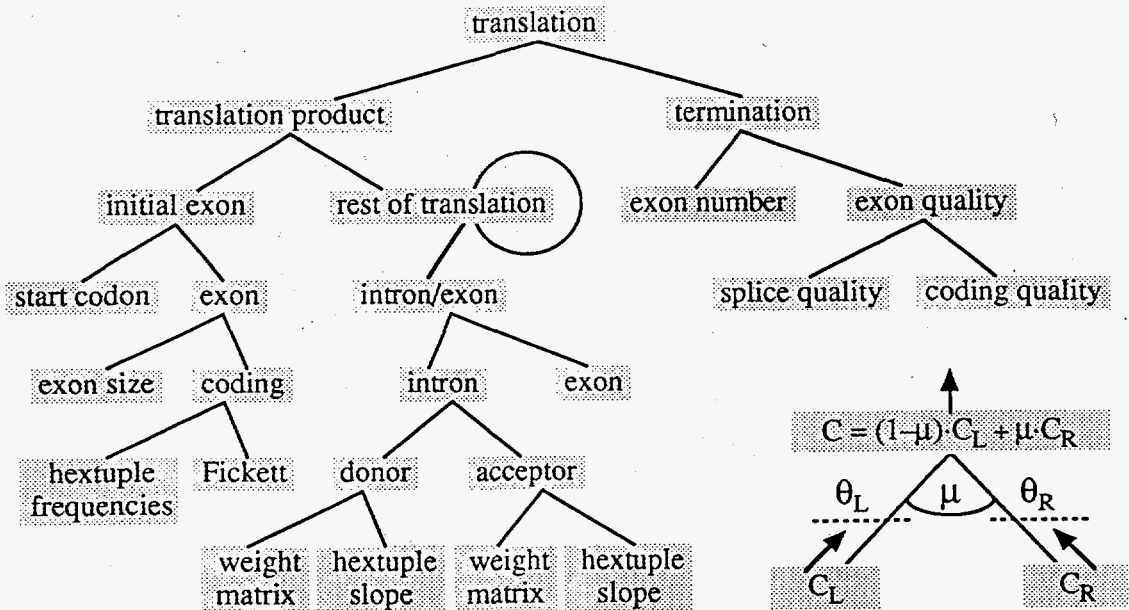 translation
translation product
termination
initial exon
rest of translation
exon number
exon quality
start codon
exon
intron/exon
splice quality
coding quality
exon size
coding
intron
exon
C = (1–μ)·C_L + μ·C_R
hextuple
frequencies
Fickett
donor
acceptor
θ_L
μ
θ_R
weight
matrix
hextuple
slope
weight
matrix
hextuple
slope
C_L
C_R